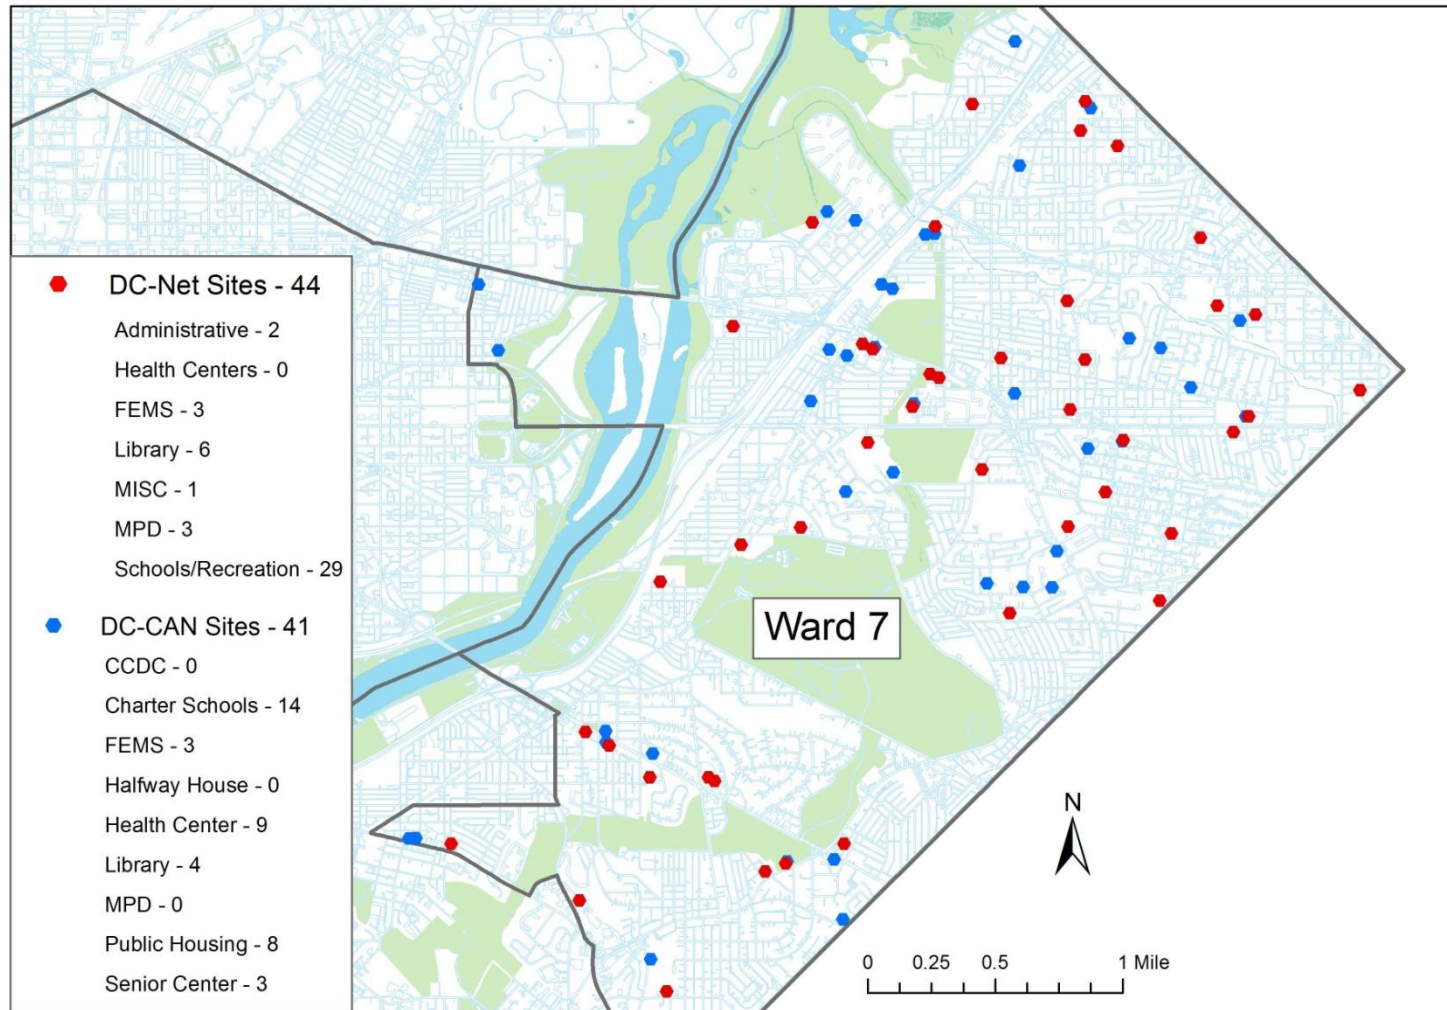 DC-Net Sites - 44
Administrative - 2
Health Centers - 0
FEMS - 3
Library - 6
MISC - 1
MPD - 3
Schools/Recreation - 29
DC-CAN Sites - 41
CCDC - 0
Charter Schools - 14
FEMS - 3
Halfway House - 0
Health Center - 9
Library - 4
MPD - 0
Public Housing - 8
Senior Center - 3
Ward 7
N
0 0.25 0.5 1 Mile